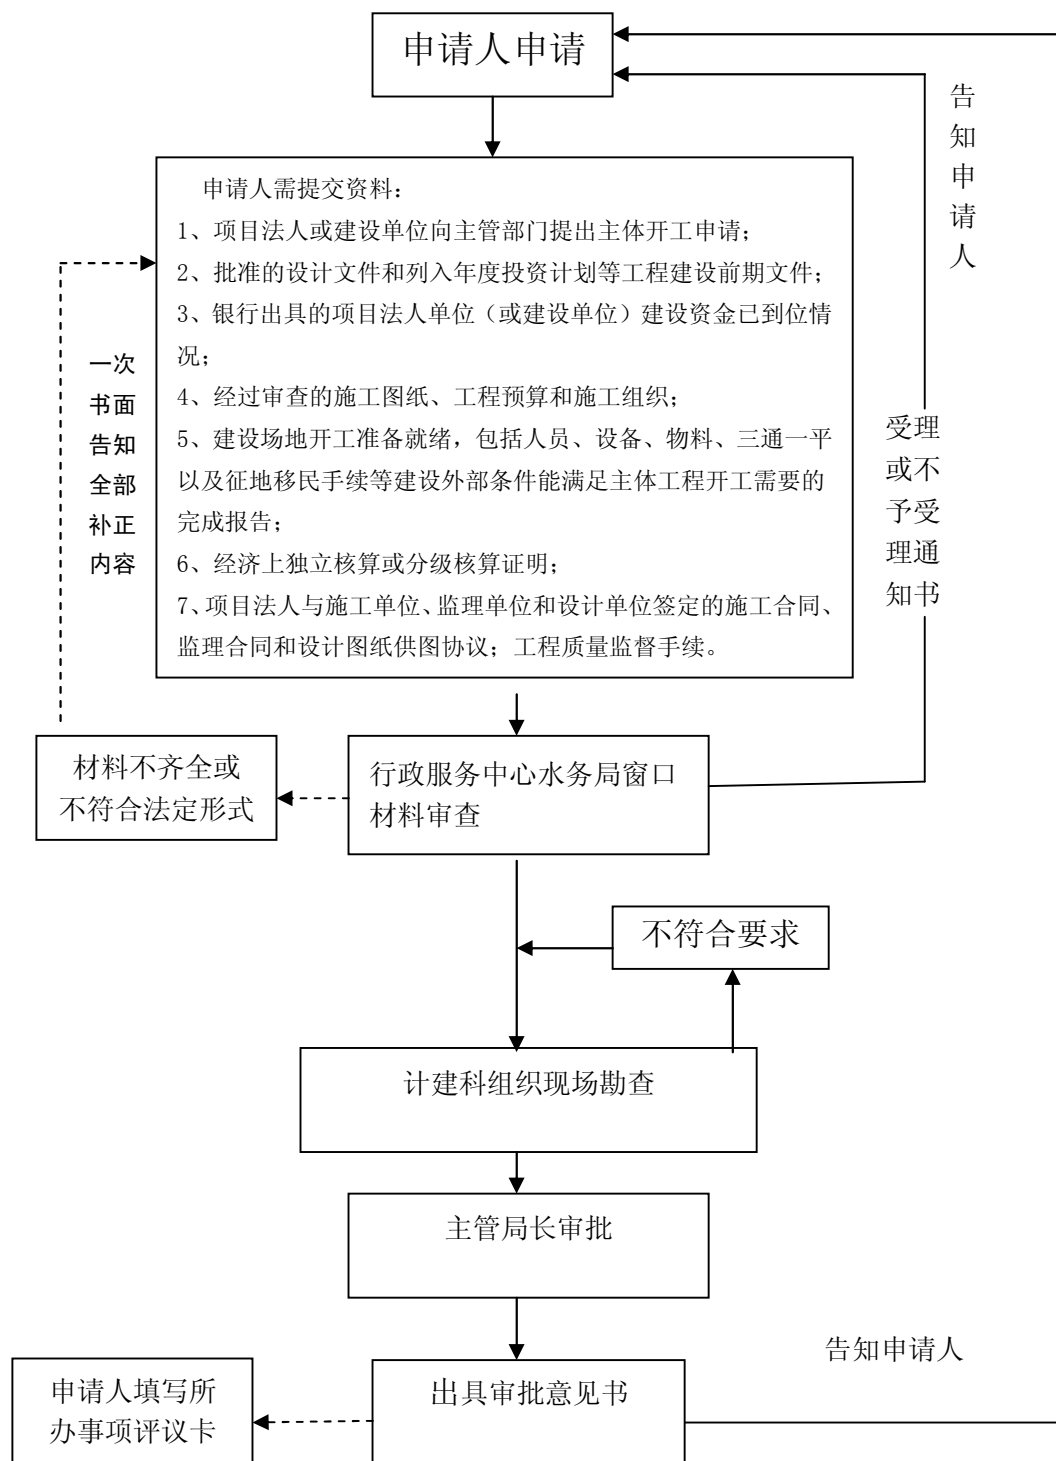 申请人申请
告
知
申
请
人
申请人需提交资料：
1、项目法人或建设单位向主管部门提出主体开工申请；
2、批准的设计文件和列入年度投资计划等工程建设前期文件；
3、银行出具的项目法人单位（或建设单位）建设资金已到位情
况；
4、经过审查的施工图纸、工程预算和施工组织；
5、建设场地开工准备就绪，包括人员、设备、物料、三通一平
以及征地移民手续等建设外部条件能满足主体工程开工需要的
完成报告；
6、经济上独立核算或分级核算证明；
7、项目法人与施工单位、监理单位和设计单位签定的施工合同、
监理合同和设计图纸供图协议；工程质量监督手续。
一次
书面
告知
全部
补正
内容
受理
或不
予受
理通
知书
材料不齐全或
不符合法定形式
行政服务中心水务局窗口
材料审查
不符合要求
计建科组织现场勘查
主管局长审批
告知申请人
申请人填写所
办事项评议卡
出具审批意见书